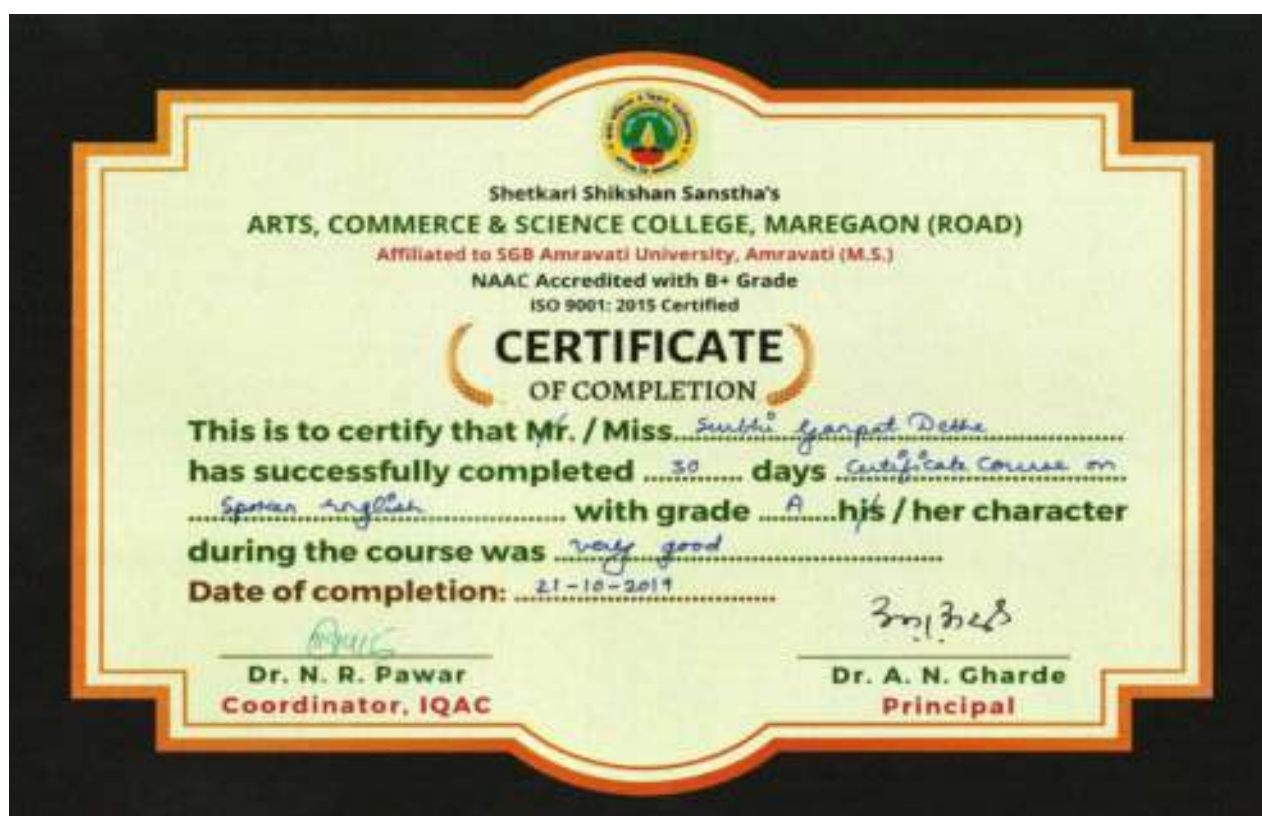 Shetkari Shikshan Sanstha's
ARTS, COMMERCE & SCIENCE COLLEGE, MAREGAON (ROAD)
Affiliated to SGB Amravati University, Amravati (M.S.)
NAAC Accredited with B+ Grade
ISO 9001: 2015 Certified
CERTIFICATE
OF COMPLETION
This is to certify that Mr. / Miss Surbhi Ganpat Dethe
has successfully completed 30 days Certificate Course on
Spoken English with grade A his / her character
during the course was very good
Date of completion: 21-10-2019
Dr. N. R. Pawar
Coordinator, IQAC
Dr. A. N. Gharde
Principal